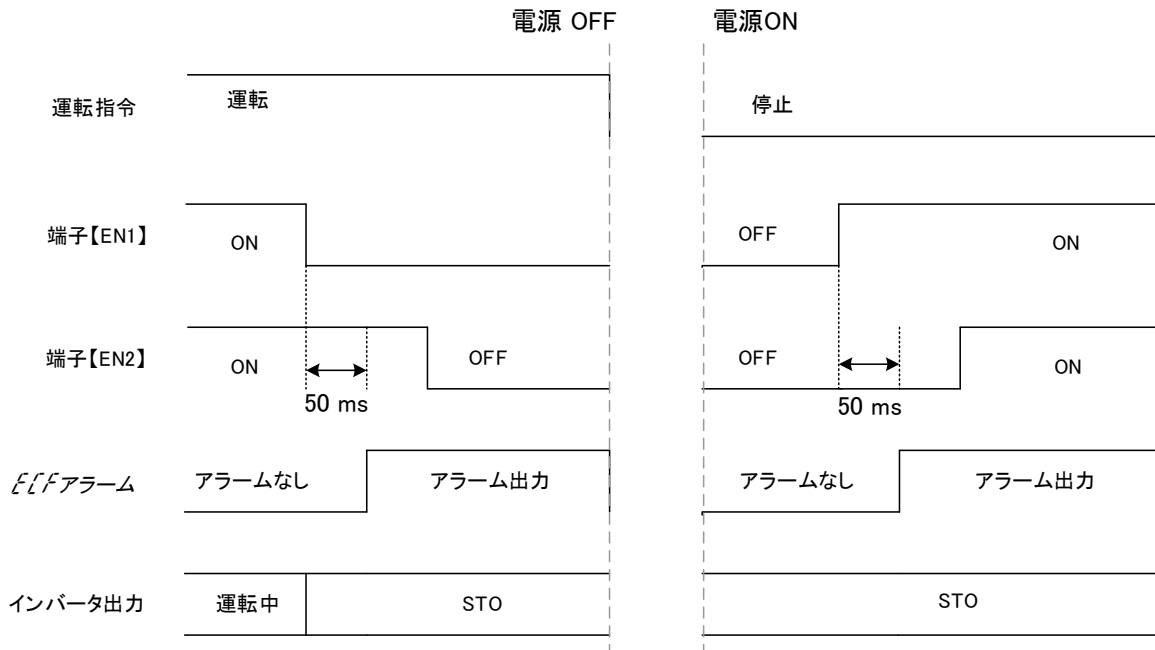 電源 OFF
電源ON
運転指令
運転
停止
端子【EN1】
ON
OFF
ON
端子【EN2】
ON
OFF
OFF
ON
50 ms
50 ms
ECFアラーム
アラームなし
アラーム出力
アラームなし
アラーム出力
インバータ出力
運転中
STO
STO